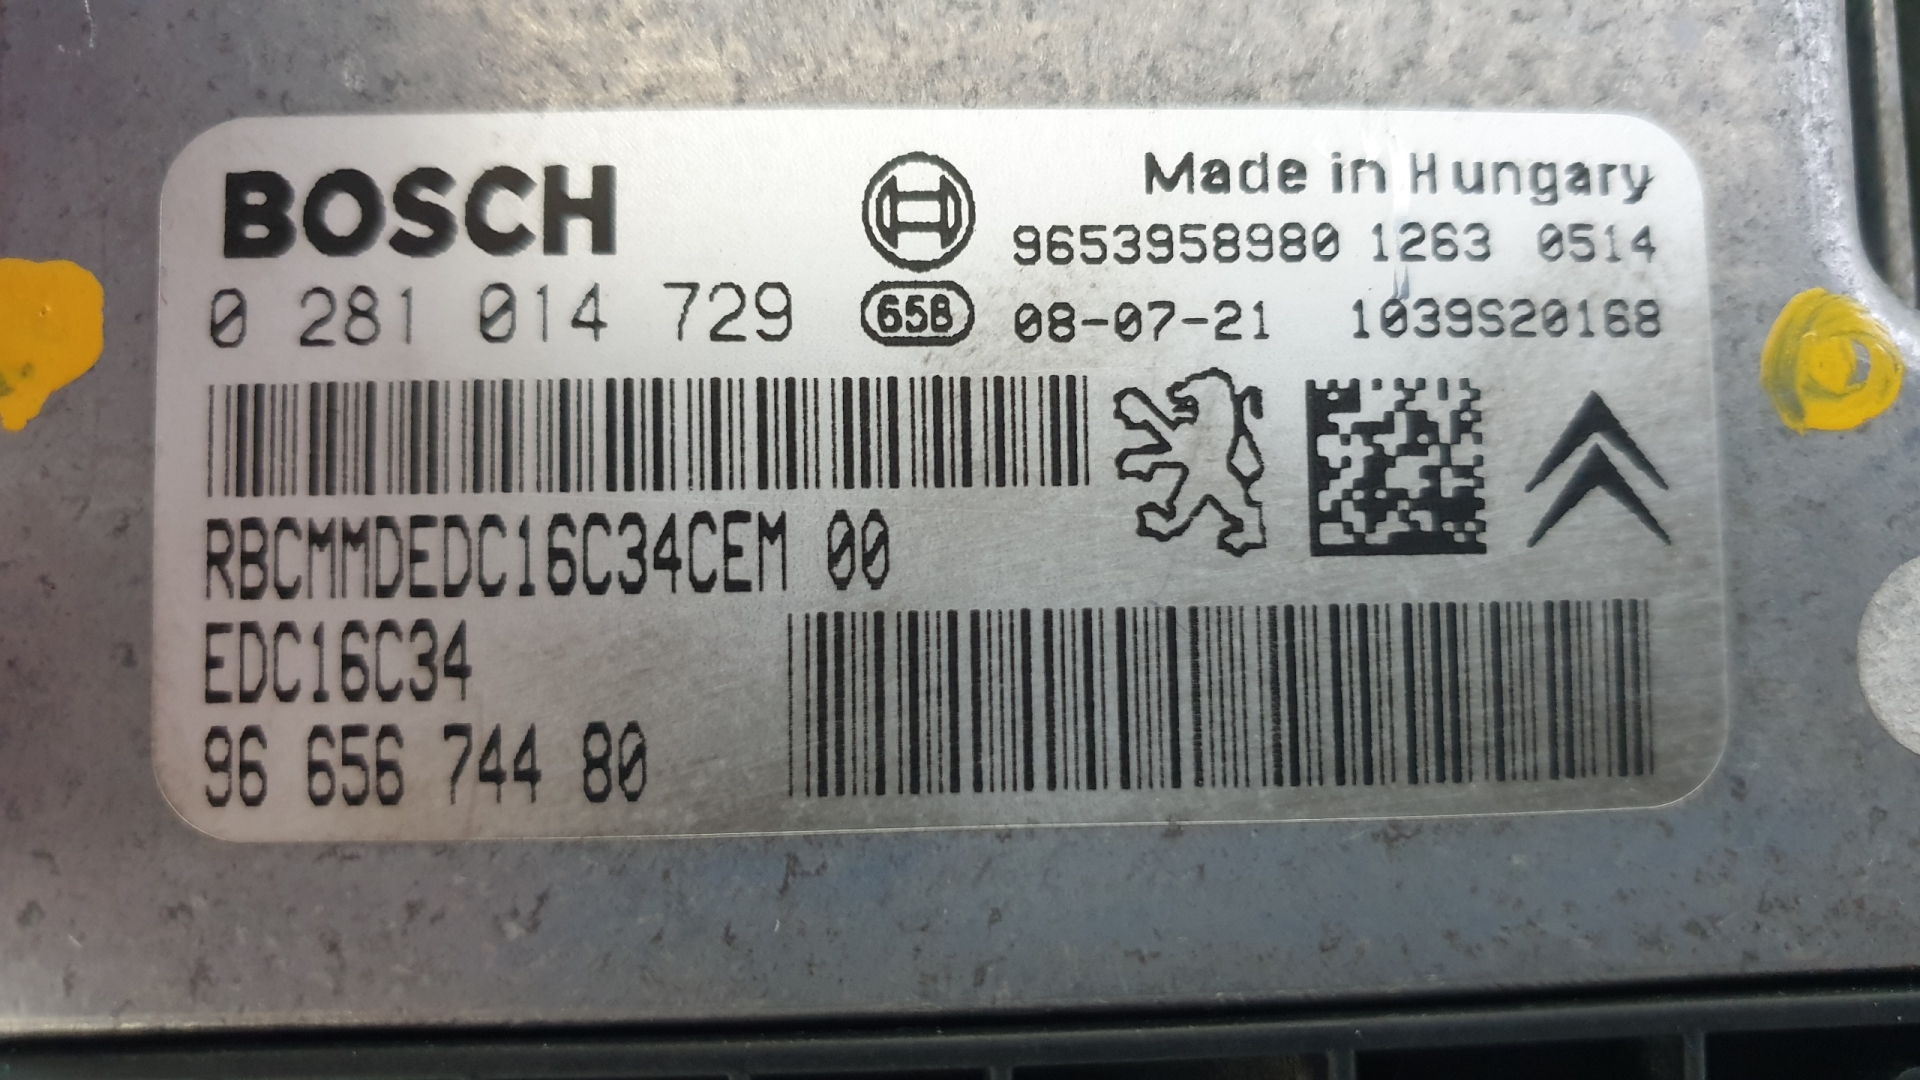 BOSCH
Made in Hungary
9653958980 1263 0514
0 281 014 729
65B
08-07-21 1039S20168
RBCMMDEDC16C34CEM 00
EDC16C34
96 656 744 80